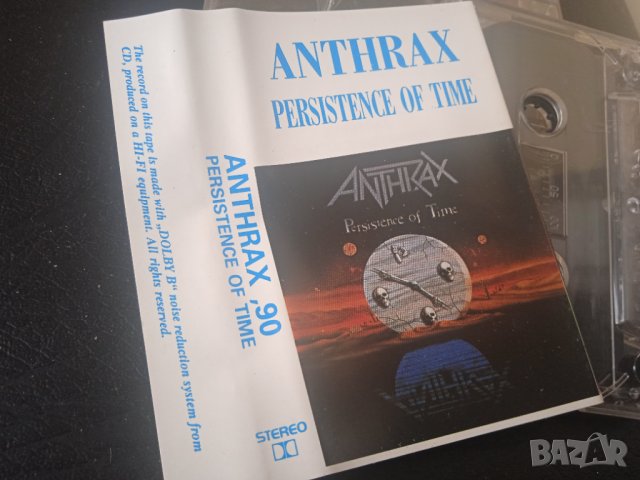 ANTHRAX
PERSISTENCE OF TIME
ANTHRAX
Persistence of Time
ANTHRAX ,90
PERSISTENCE OF TIME
STEREO
The record on this tape is made with „DOLBY B“ noise reduction system from
CD, produced on a HI-FI equipment. All rights reserved.
BAZAR